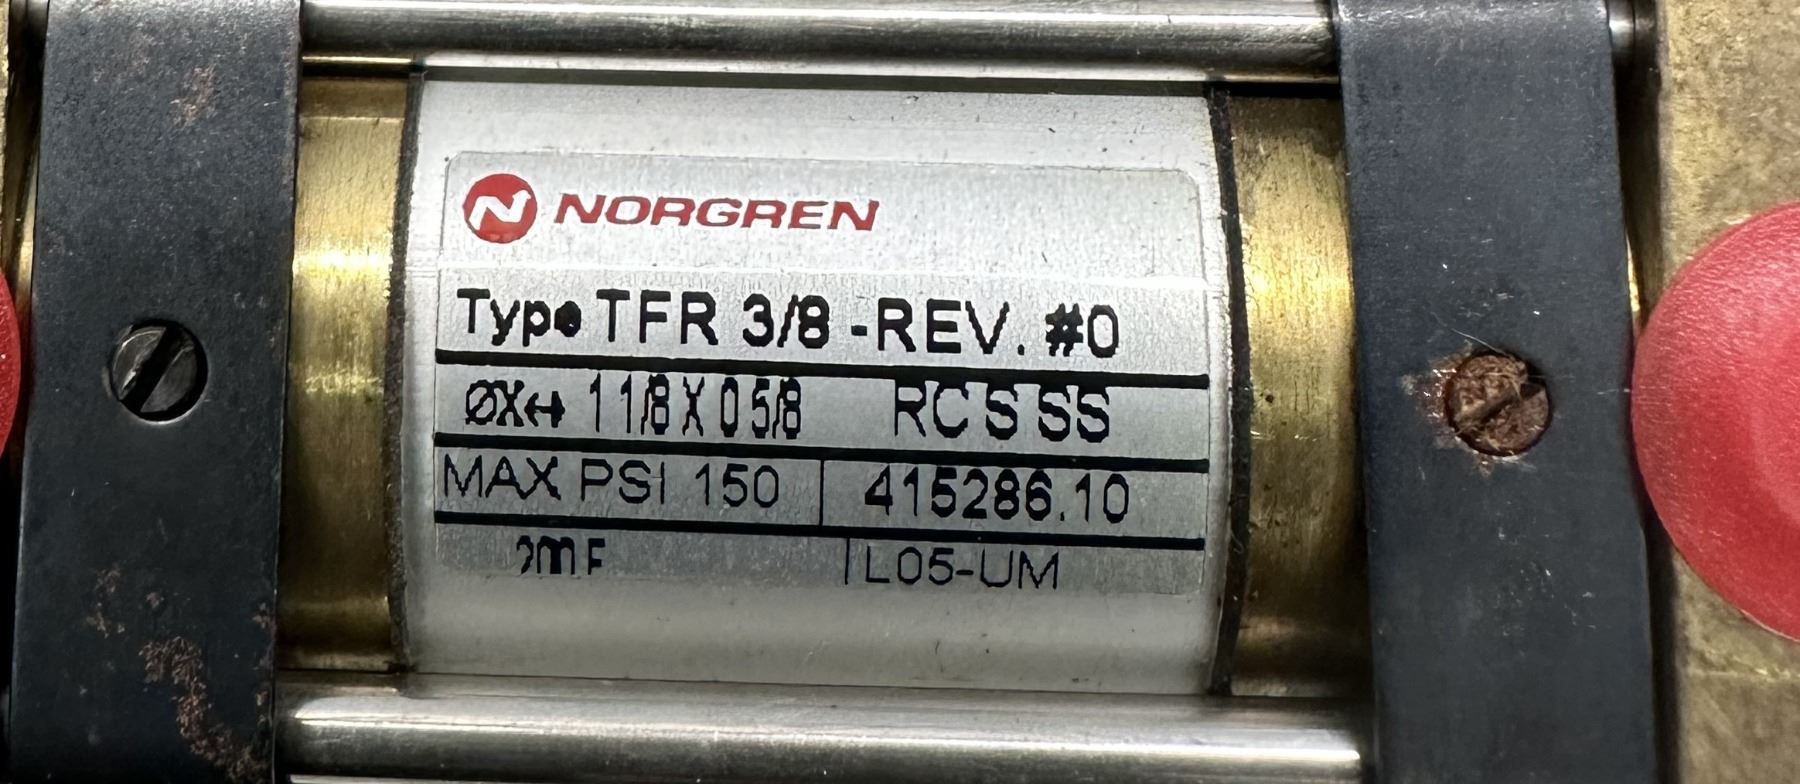 NORGREN
Type TFR 3/8 -REV. #0
ØX↔ 1 1/8 X 0 5/8 RC S SS
MAX PSI 150 415286.10
L05-UM